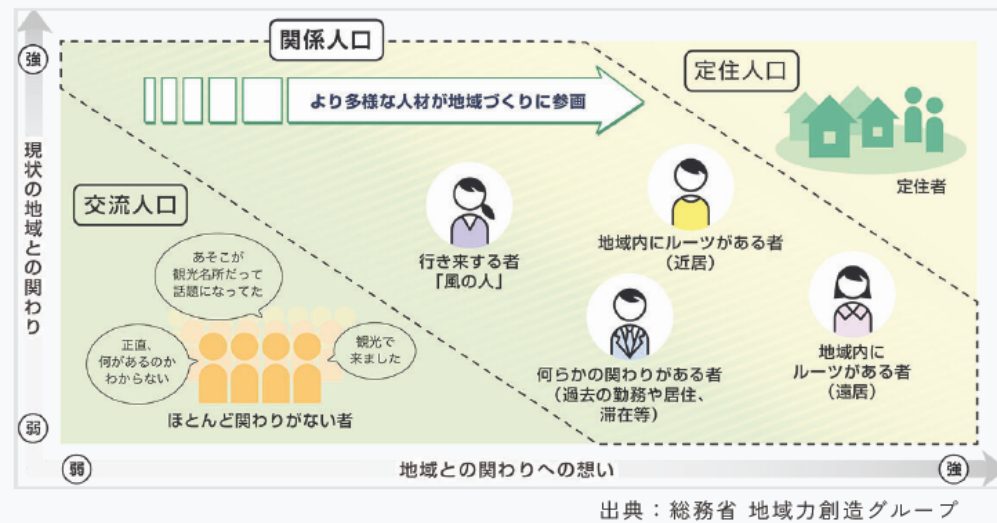 強
現状の地域との関わり
弱
関係人口
より多様な人材が地域づくりに参画
定住人口
定住者
交流人口
あそこが
観光名所だって
話題になってた
正直、
何があるのか
わからない
観光で
来ました
ほとんど関わりがない者
行き来する者
「風の人」
地域内にルーツがある者
（近居）
何らかの関わりがある者
（過去の勤務や居住、
滞在等）
地域内に
ルーツがある者
（遠居）
弱
地域との関わりへの想い
強
出典：総務省 地域力創造グループ